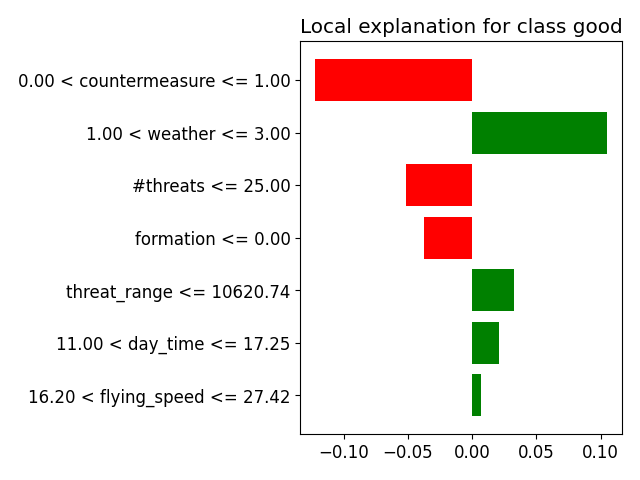 Local explanation for class good
0.00 < countermeasure <= 1.00
1.00 < weather <= 3.00
#threats <= 25.00
formation <= 0.00
threat_range <= 10620.74
11.00 < day_time <= 17.25
16.20 < flying_speed <= 27.42
−0.10 −0.05 0.00 0.05 0.10